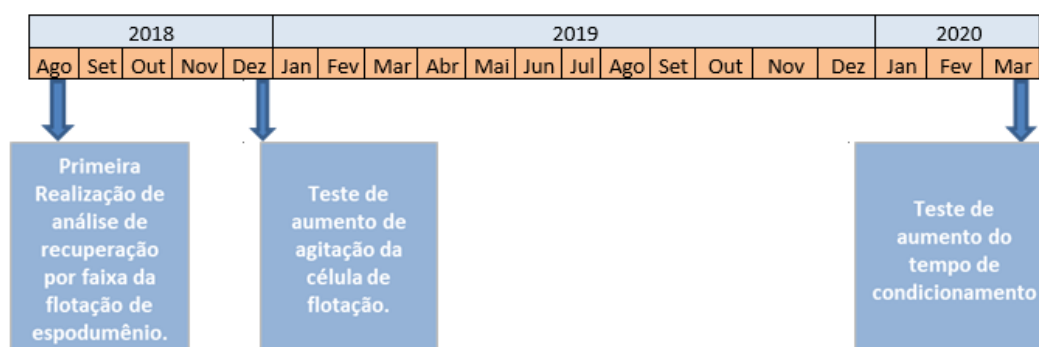 2018 2019 2020
Ago Set Out Nov Dez Jan Fev Mar Abr Mai Jun Jul Ago Set Out Nov Dez Jan Fev Mar
Primeira
Realização de
análise de
recuperação
por faixa da
flotação de
espodumênio.
Teste de
aumento de
agitação da
célula de
flotação.
Teste de
aumento do
tempo de
condicionamento